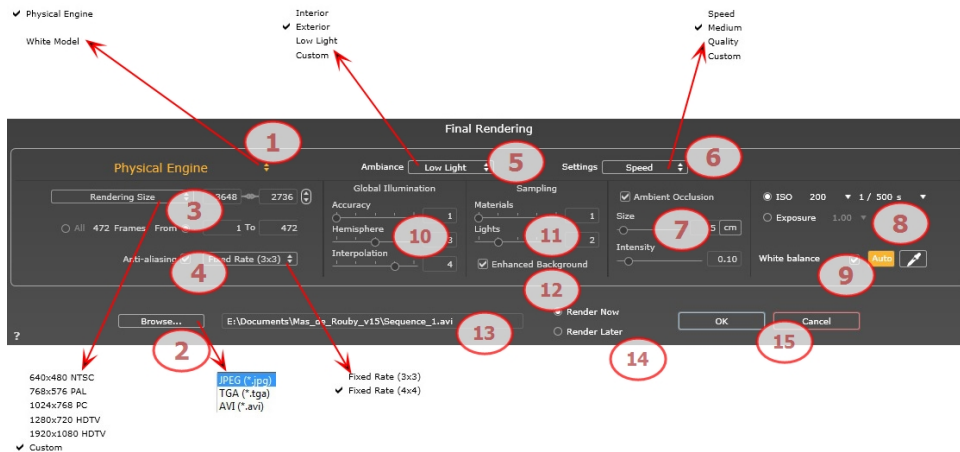 ✔ Physical Engine
White Model
Interior
✔ Exterior
Low Light
Custom
Speed
✔ Medium
Quality
Custom
Final Rendering
1
Physical Engine
Ambiance Low Light 5 Settings Speed 6
Rendering Size 3 3648 2736
All 472 Frames From 1 To 472
Anti-aliasing 4 Fixed Rate (3x3)
Global Illumination
Accuracy 1
Hemisphere 10 3
Interpolation 4
Sampling
Materials 1
Lights 11 2
Enhanced Background
12
Ambient Occlusion
Size 7 5 cm
Intensity 0.10
ISO 200 1 / 500 s
Exposure 1.00 8
White balance 9 Auto
Browse... E:\Documents\Mas_de_Rouby_v15\Sequence_1.avi 13
2
Render Now
Render Later
14
OK Cancel
15
?
640x480 NTSC
768x576 PAL
1024x768 PC
1280x720 HDTV
1920x1080 HDTV
✔ Custom
JPEG (*.jpg)
TGA (*.tga)
AVI (*.avi)
Fixed Rate (3x3)
✔ Fixed Rate (4x4)